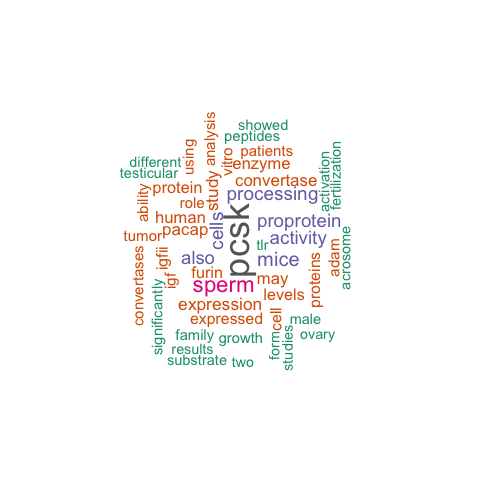 showed
peptides
analysis
using
vitro
patients
enzyme
different
testicular
convertase
activation
fertilization
ability
protein
study
processing
role
human
pacap
cells
pcsk
proprotein
tumor
tlr
activity
igfii
also
mice
adam
acrosome
convertases
igf
furin
sperm
may
proteins
levels
significantly
expression
expressed
cell
male
family
growth
form
studies
ovary
results
substrate
two